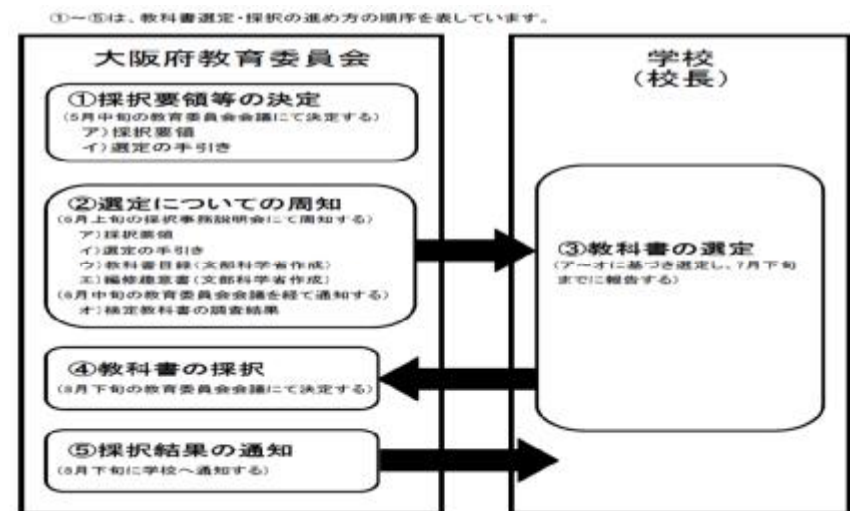 ①～⑤は、教科書選定・採択の進め方の順序を表しています。
大阪府教育委員会
①採択要領等の決定
(5月中旬の教育委員会会議にて決定する)
ア)採択要領
イ)選定の手引き
②選定についての周知
(6月上旬の採択事務説明会にて周知する)
ア)採択要領
イ)選定の手引き
ウ)教科書目録(文部科学省作成)
エ)編修趣意書(文部科学省作成)
(6月中旬の教育委員会会議を経て通知する)
オ)検定教科書の調査結果
④教科書の採択
(8月下旬の教育委員会会議にて決定する)
⑤採択結果の通知
(8月下旬に学校へ通知する)
学校
(校長)
③教科書の選定
(ア～オに基づき選定し、7月下旬
までに報告する)